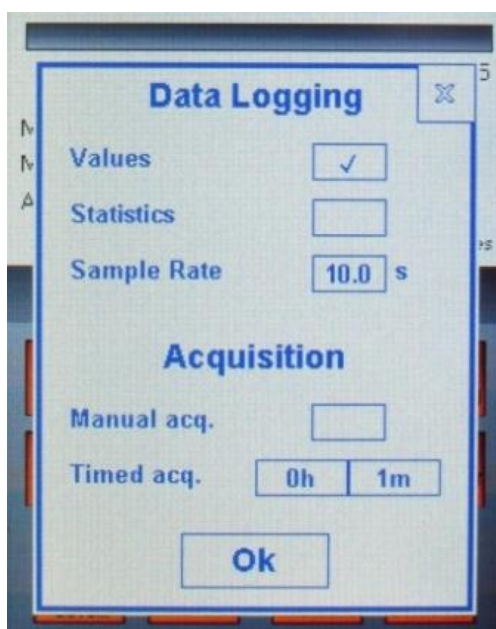 Data Logging
Values ✓
Statistics
Sample Rate 10.0 s
Acquisition
Manual acq.
Timed acq. 0h 1m
Ok